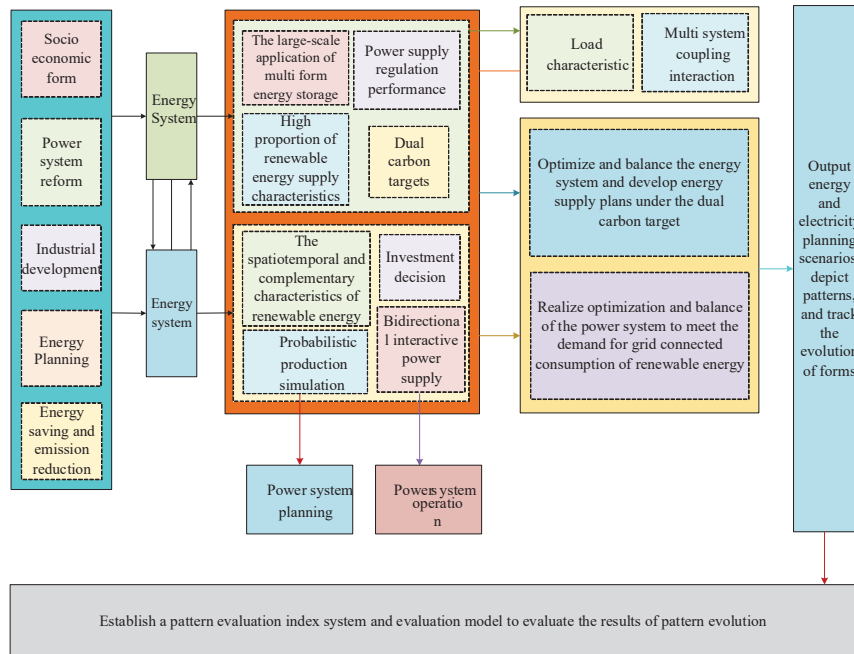 Socio
economic
form
Power
system
reform
Industrial
development
Energy
Planning
Energy
saving and
emission
reduction
Energy
System
Energy
system
The large-scale
application of
multi form
energy storage
Power supply
regulation
performance
High
proportion of
renewable
energy supply
characteristics
Dual
carbon
targets
The
spatiotemporal and
complementary
characteristics of
renewable energy
Investment
decision
Probabilistic
production
simulation
Bidirectiona
l interactive
power
supply
Power system
planning
Powers ystem
operatio
n
Load
characteristic
Multi system
coupling
interaction
Optimize and balance the energy
system and develop energy
supply plans under the dual
carbon target
Realize optimization and balance
of the power system to meet the
demand for grid connected
consumption of renewable energy
Output
energy
and
electricity
planning
scenarios,
depict
patterns,
and track
the
evolution
of forms
Establish a pattern evaluation index system and evaluation model to evaluate the results of pattern evolution